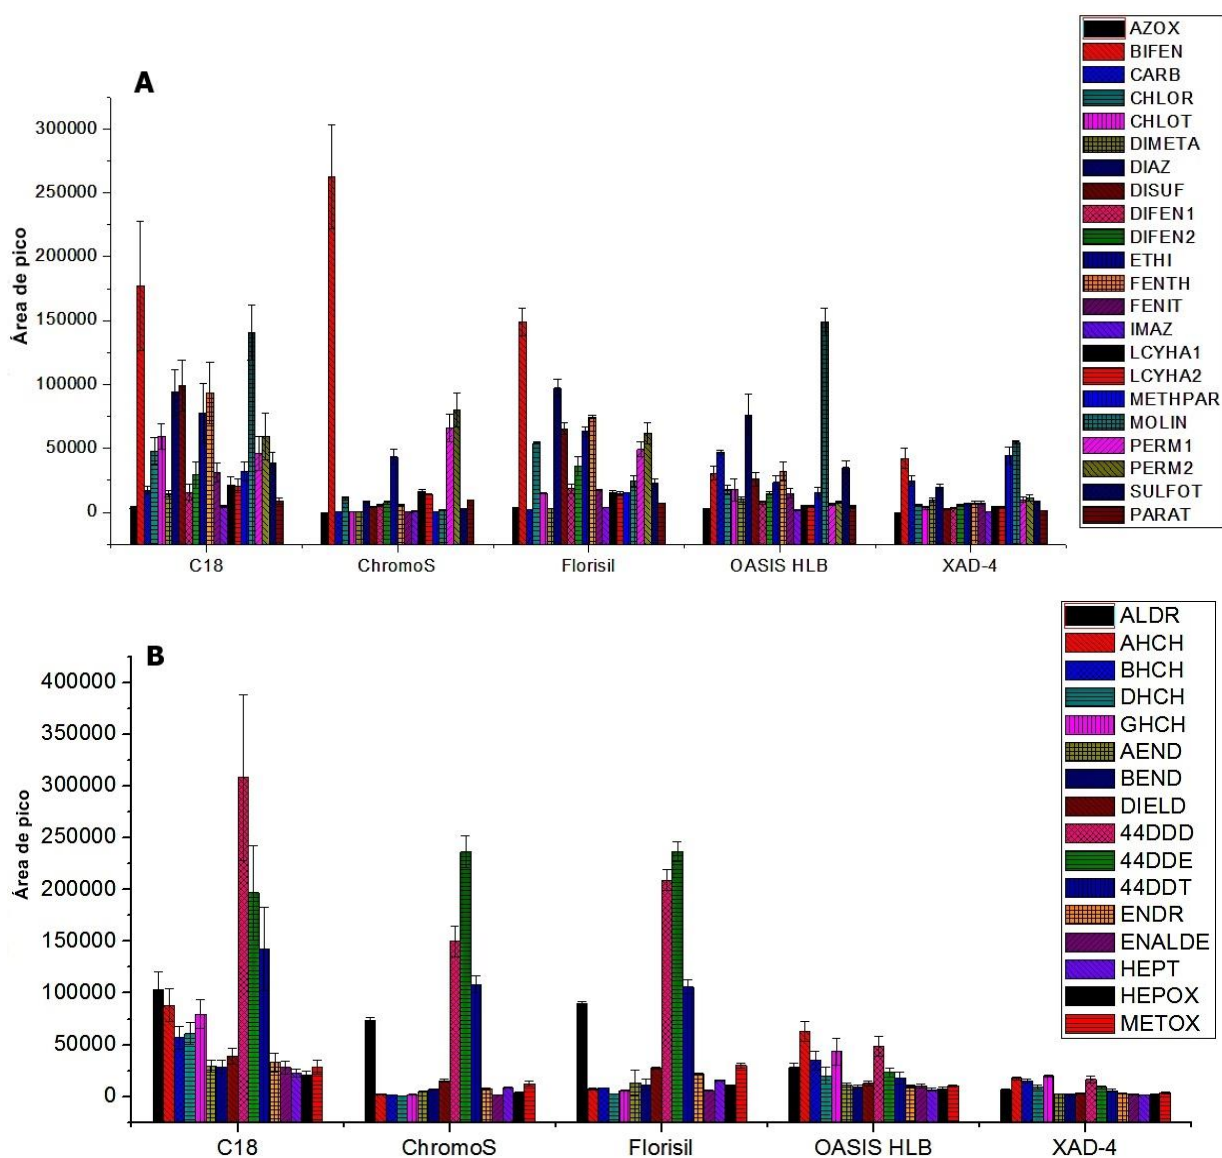 A
Área de pico
300000
250000
200000
150000
100000
50000
0
C18
ChromoS
Florisil
OASIS HLB
XAD-4
AZOX
BIFEN
CARB
CHLOR
CHLOT
DIMETA
DIAZ
DISUF
DIFEN1
DIFEN2
ETHI
FENTH
FENIT
IMAZ
LCYHA1
LCYHA2
METHPAR
MOLIN
PERM1
PERM2
SULFOT
PARAT
B
Área de pico
400000
350000
300000
250000
200000
150000
100000
50000
0
C18
ChromoS
Florisil
OASIS HLB
XAD-4
ALDR
AHCH
BHCH
DHCH
GHCH
AEND
BEND
DIELD
44DDD
44DDE
44DDT
ENDR
ENALDE
HEPT
HEPOX
METOX